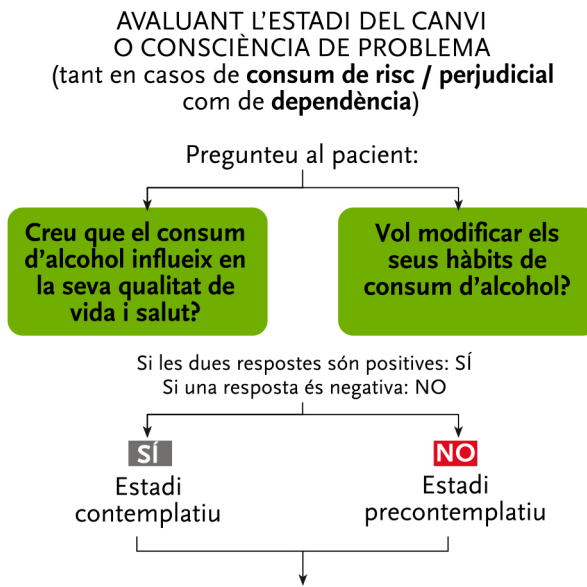 AVALUANT L'ESTADI DEL CANVI
O CONSCIÈNCIA DE PROBLEMA
(tant en casos de consum de risc / perjudicial
com de dependència)
Pregunteu al pacient:
Creu que el consum
d'alcohol influeix en
la seva qualitat de
vida i salut?
Vol modificar els
seus hàbits de
consum d'alcohol?
Si les dues respostes són positives: SÍ
Si una resposta és negativa: NO
SÍ
Estadi
contemplatiu
NO
Estadi
precontemplatiu